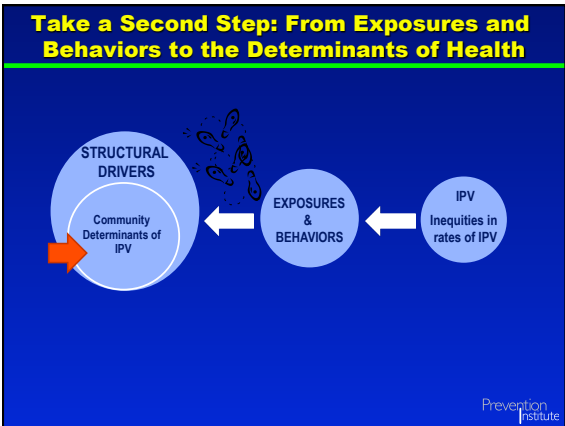 Take a Second Step: From Exposures and
Behaviors to the Determinants of Health
STRUCTURAL
DRIVERS
Community
Determinants of
IPV
EXPOSURES
&
BEHAVIORS
IPV
Inequities in
rates of IPV
Prevention
Institute